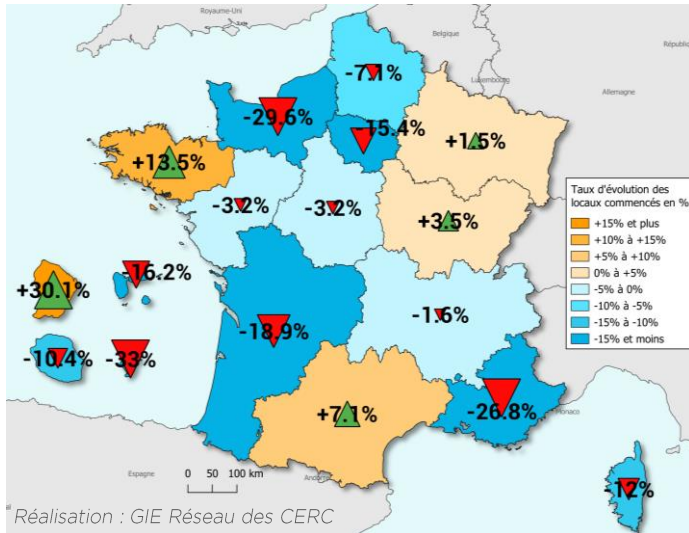 Royaume-Uni
Belgique
Républi
-7.1%
Luxembourg
-29.6%
Allemagne
-15.4%
+1.5%
+13.5%
Taux d'évolution des
locaux commencés en %
-3.2%
-3.2%
+3.5%
+15% et plus
+10% à +15%
+5% à +10%
0% à +5%
-5% à 0%
-10% à -5%
-15% à -10%
-15% et moins
-16.2%
+30.1%
-1.6%
-18.9%
-10.4%
-33%
-26.8%
+7.1%
Monaco
0 50 100 km
Espagne
Andorre
-12%
Réalisation : GIE Réseau des CERC